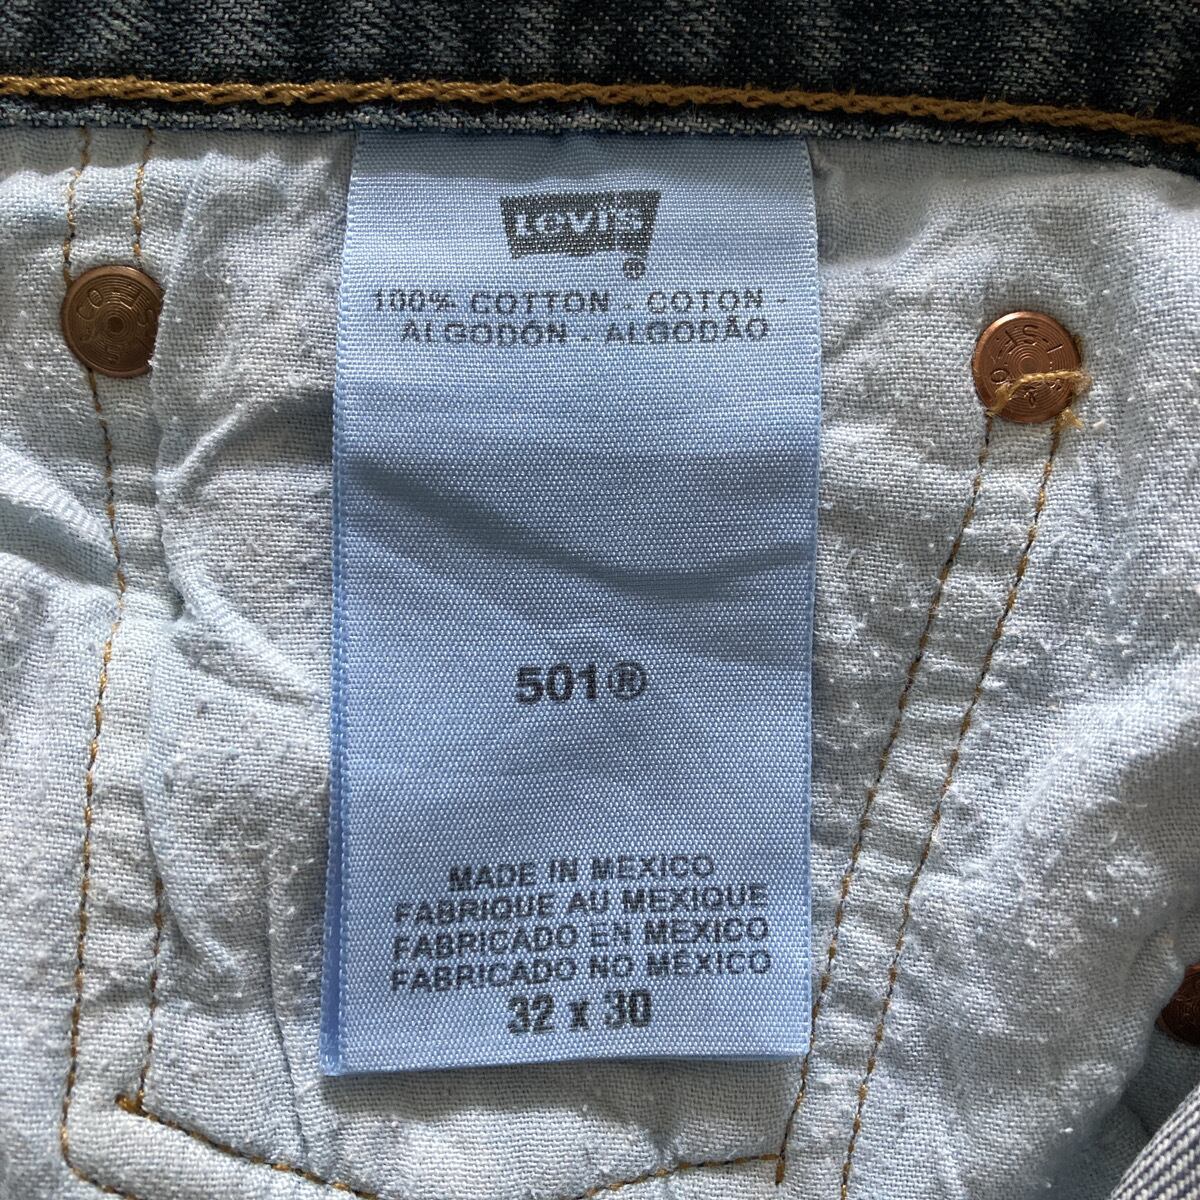 Levi's
®
100% COTTON - COTON -
ALGODÓN - ALGODÃO
501®
MADE IN MEXICO
FABRIQUE AU MEXIQUE
FABRICADO EN MEXICO
FABRICADO NO MÉXICO
32 x 30